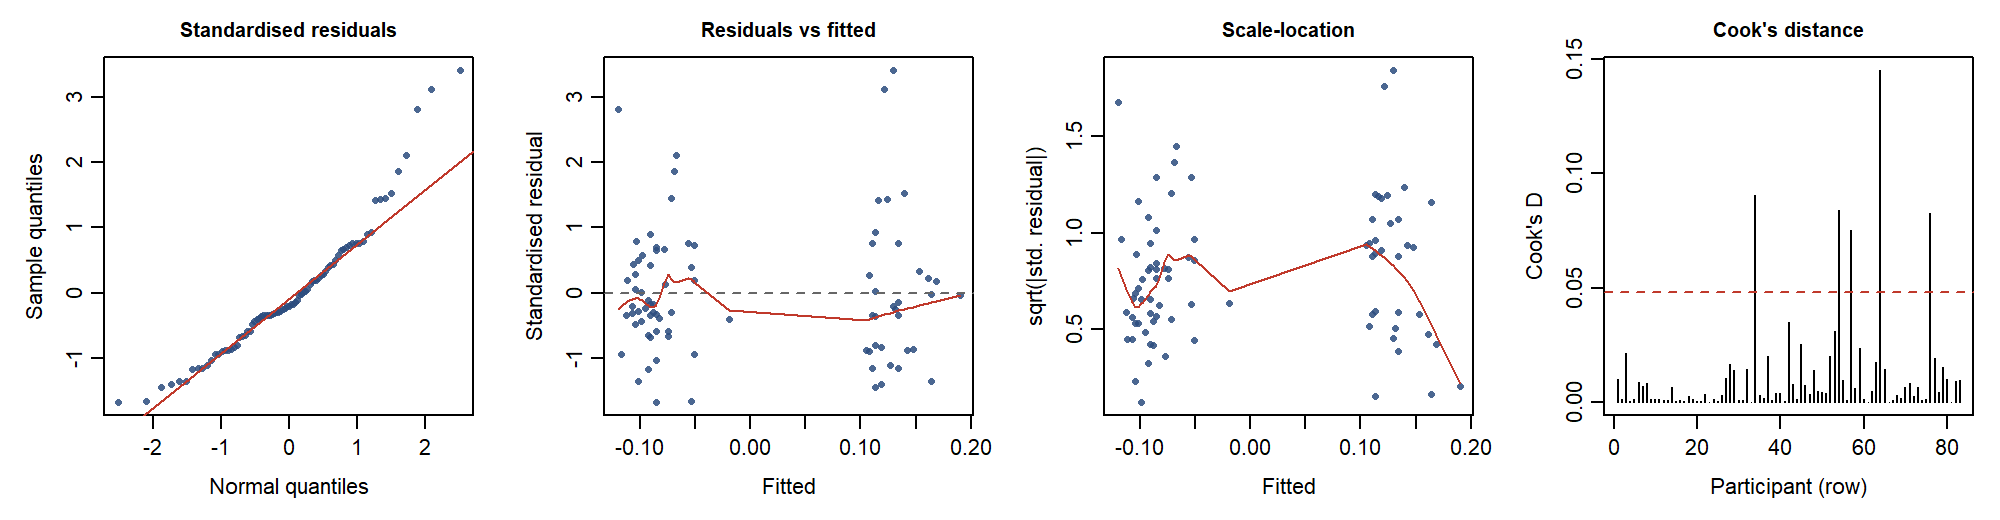 Standardised residuals
Sample quantiles
3
2
1
0
-1
-2
-1
0
1
2
Normal quantiles
Residuals vs fitted
Standardised residual
3
2
1
0
-1
-0.10
0.00
0.10
0.20
Fitted
Scale-location
sqrt(|std. residual|)
1.5
1.0
0.5
-0.10
0.00
0.10
0.20
Fitted
Cook's distance
Cook's D
0.15
0.10
0.05
0.00
0
20
40
60
80
Participant (row)